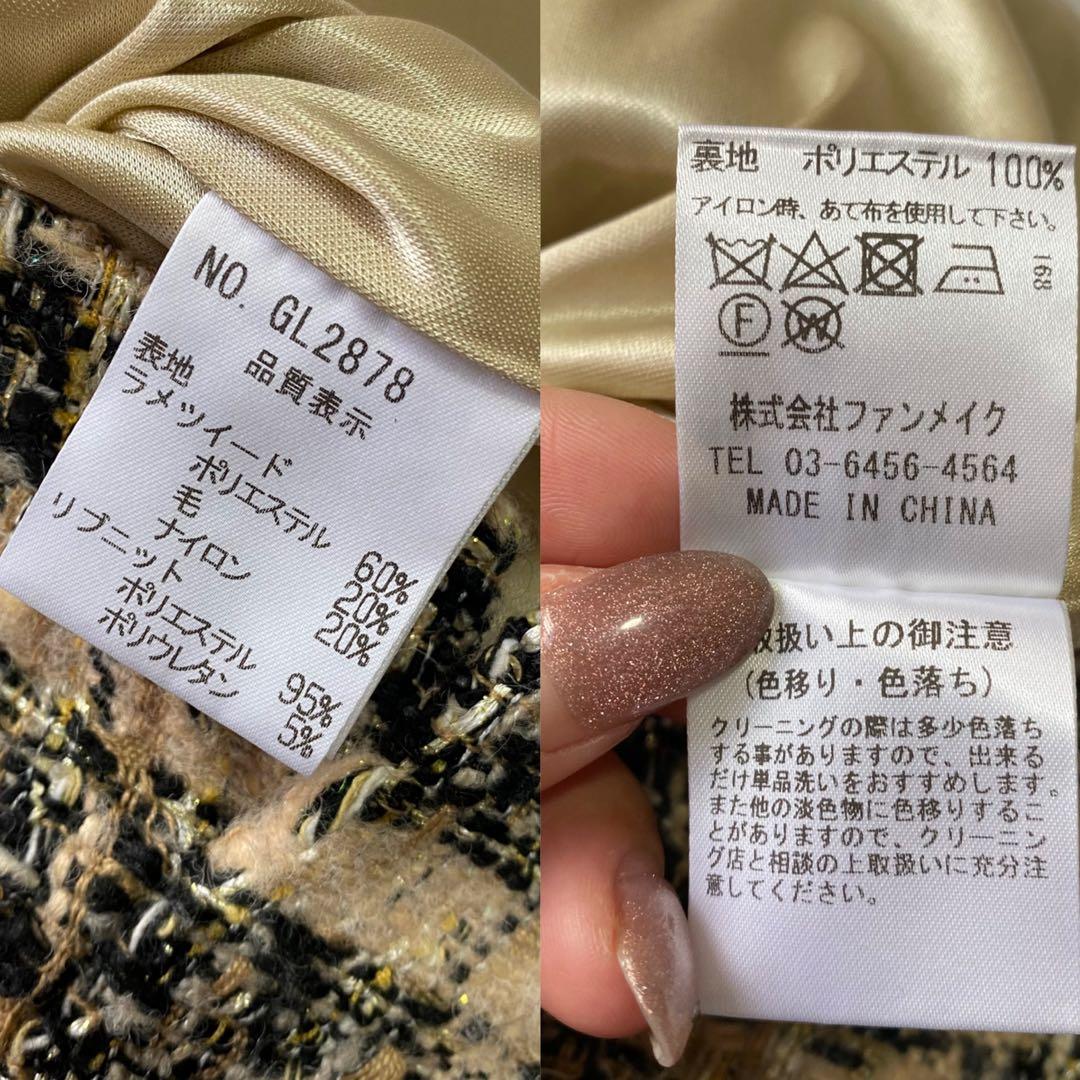 NO. GL2878
品質表示
表地
ラメツイード
ポリエステル 60%
毛 20%
ナイロン 20%
リブニット
ポリエステル 95%
ポリウレタン 5%
裏地 ポリエステル 100%
アイロン時、あて布を使用して下さい。
168
F W
株式会社ファンメイク
TEL 03-6456-4564
MADE IN CHINA
取扱い上の御注意
(色移り・色落ち)
クリーニングの際は多少色落ち
する事がありますので、出来る
だけ単品洗いをおすすめします。
また他の淡色物に色移りするこ
とがありますので、クリーニン
グ店と相談の上取扱いに充分注
意してください。